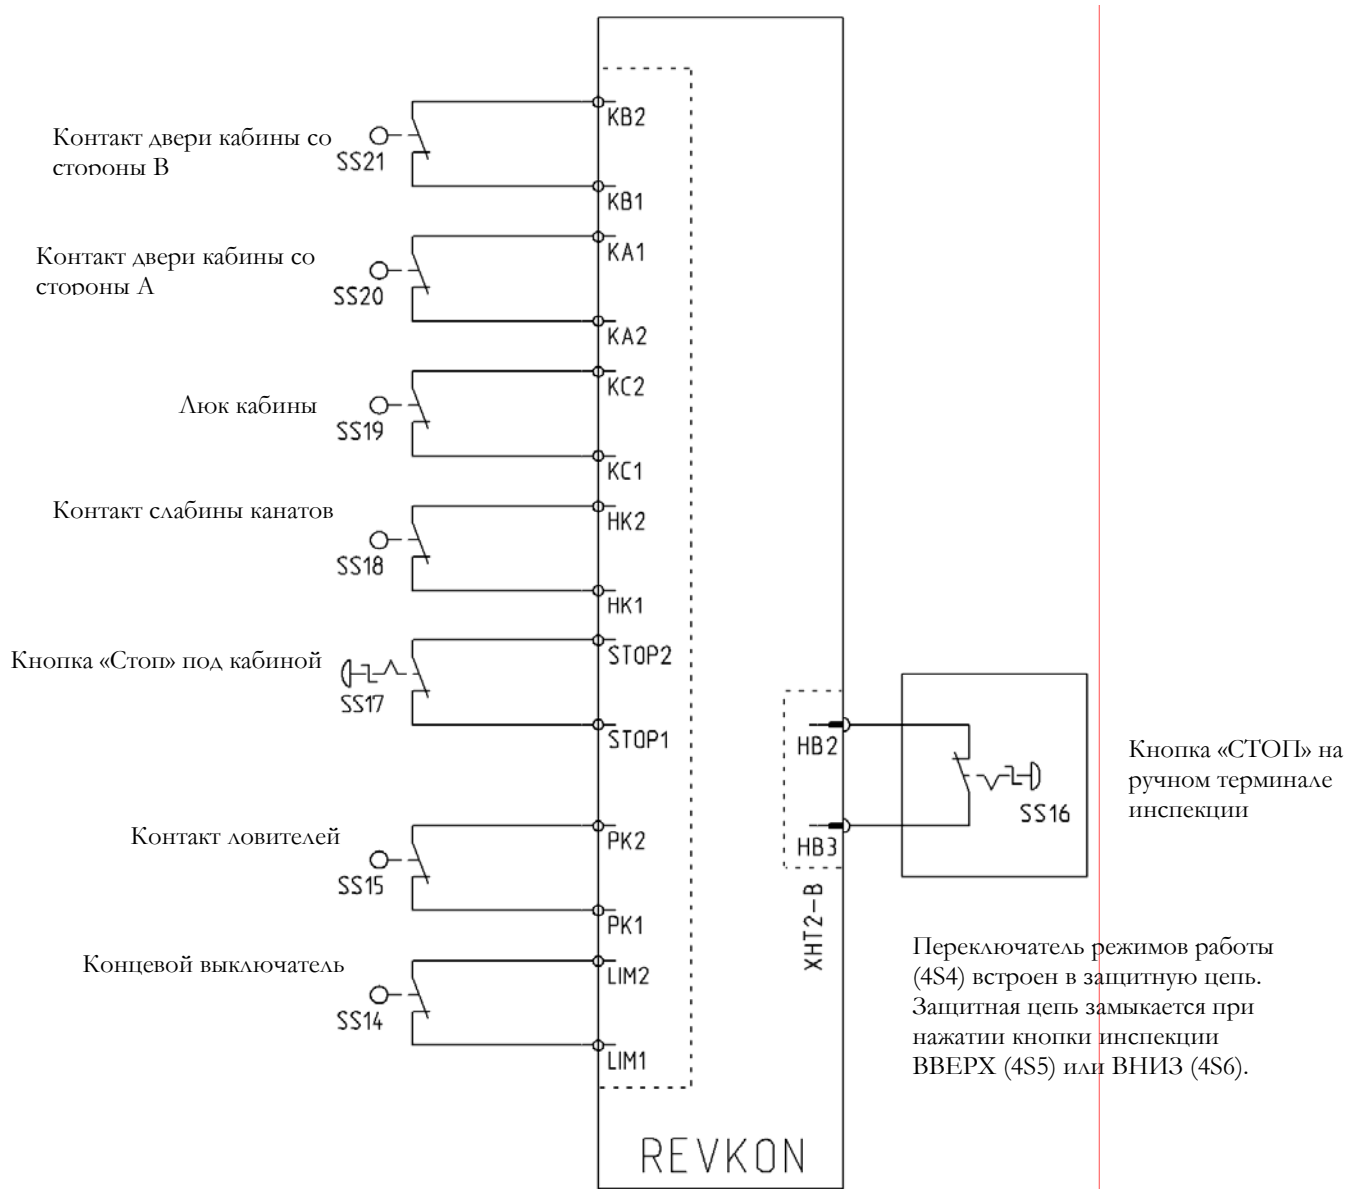 KB2
Контакт двери кабины со
стороны В
SS21
KB1
KA1
Контакт двери кабины со
стороны А
SS20
KA2
KC2
Люк кабины
SS19
KC1
Контакт слабины канатов
HK2
SS18
HK1
Кнопка «Стоп» под кабиной
STOP2
SS17
STOP1
HB2
Кнопка «СТОП» на
ручном терминале
инспекции
SS16
HB3
XHT2-B
Контакт ловителей
PK2
SS15
PK1
Концевой выключатель
LIM2
SS14
LIM1
Переключатель режимов работы
(4S4) встроен в защитную цепь.
Защитная цепь замыкается при
нажатии кнопки инспекции
ВВЕРХ (4S5) или ВНИЗ (4S6).
REVKON